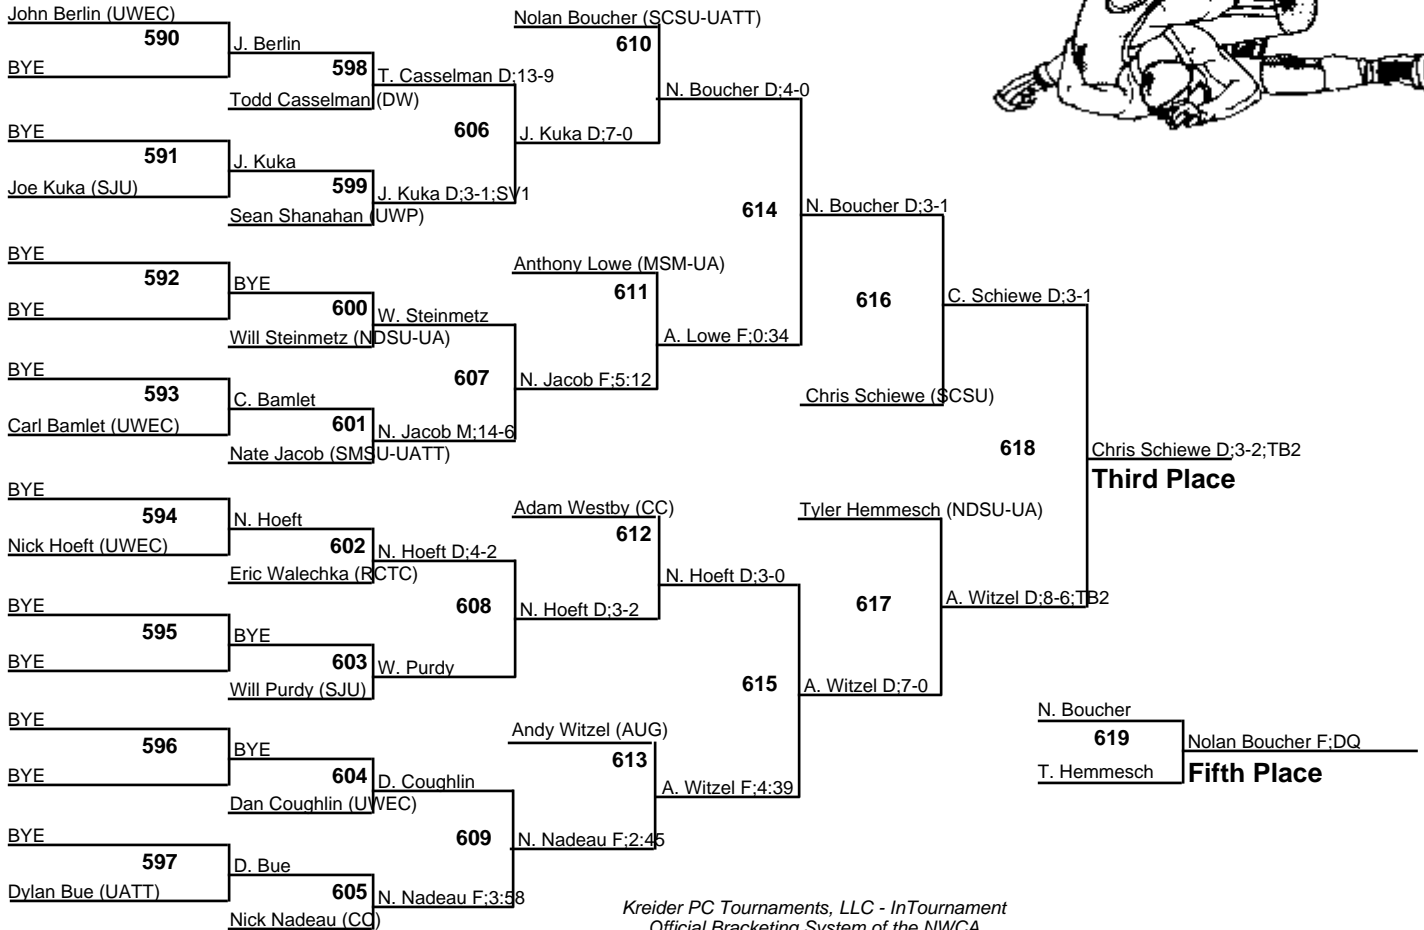 John Berlin (UWEC)
590
BYE
J. Berlin
598
Todd Casselman (DW)
T. Casselman D;13-9
BYE
591
Joe Kuka (SJU)
J. Kuka
599
Sean Shanahan (UWP)
J. Kuka D;3-1;SV1
606
J. Kuka D;7-0
Nolan Boucher (SCSU-UATT)
610
N. Boucher D;4-0
BYE
592
BYE
BYE
600
Will Steinmetz (NDSU-UA)
W. Steinmetz
BYE
593
Carl Bamlet (UWEC)
C. Bamlet
601
Nate Jacob (SMSU-UATT)
N. Jacob M;14-6
607
N. Jacob F;5:12
Anthony Lowe (MSM-UA)
611
A. Lowe F;0:34
614
N. Boucher D;3-1
616
Chris Schiewe (SCSU)
C. Schiewe D;3-1
BYE
594
Nick Hoeft (UWEC)
N. Hoeft
602
Eric Walechka (RCTC)
N. Hoeft D;4-2
BYE
595
BYE
BYE
603
Will Purdy (SJU)
W. Purdy
608
N. Hoeft D;3-2
Adam Westby (CC)
612
N. Hoeft D;3-0
BYE
596
BYE
BYE
604
Dan Coughlin (UWEC)
D. Coughlin
BYE
597
Dylan Bue (UATT)
D. Bue
605
Nick Nadeau (CC)
N. Nadeau F;3:58
609
N. Nadeau F;2:45
Andy Witzel (AUG)
613
A. Witzel F;4:39
615
A. Witzel D;7-0
Tyler Hemmesch (NDSU-UA)
617
A. Witzel D;8-6;TB2
618
Chris Schiewe D;3-2;TB2
Third Place
N. Boucher
619
T. Hemmesch
Nolan Boucher F;DQ
Fifth Place
Kreider PC Tournaments, LLC - InTournament
Official Bracketing System of the NWCA